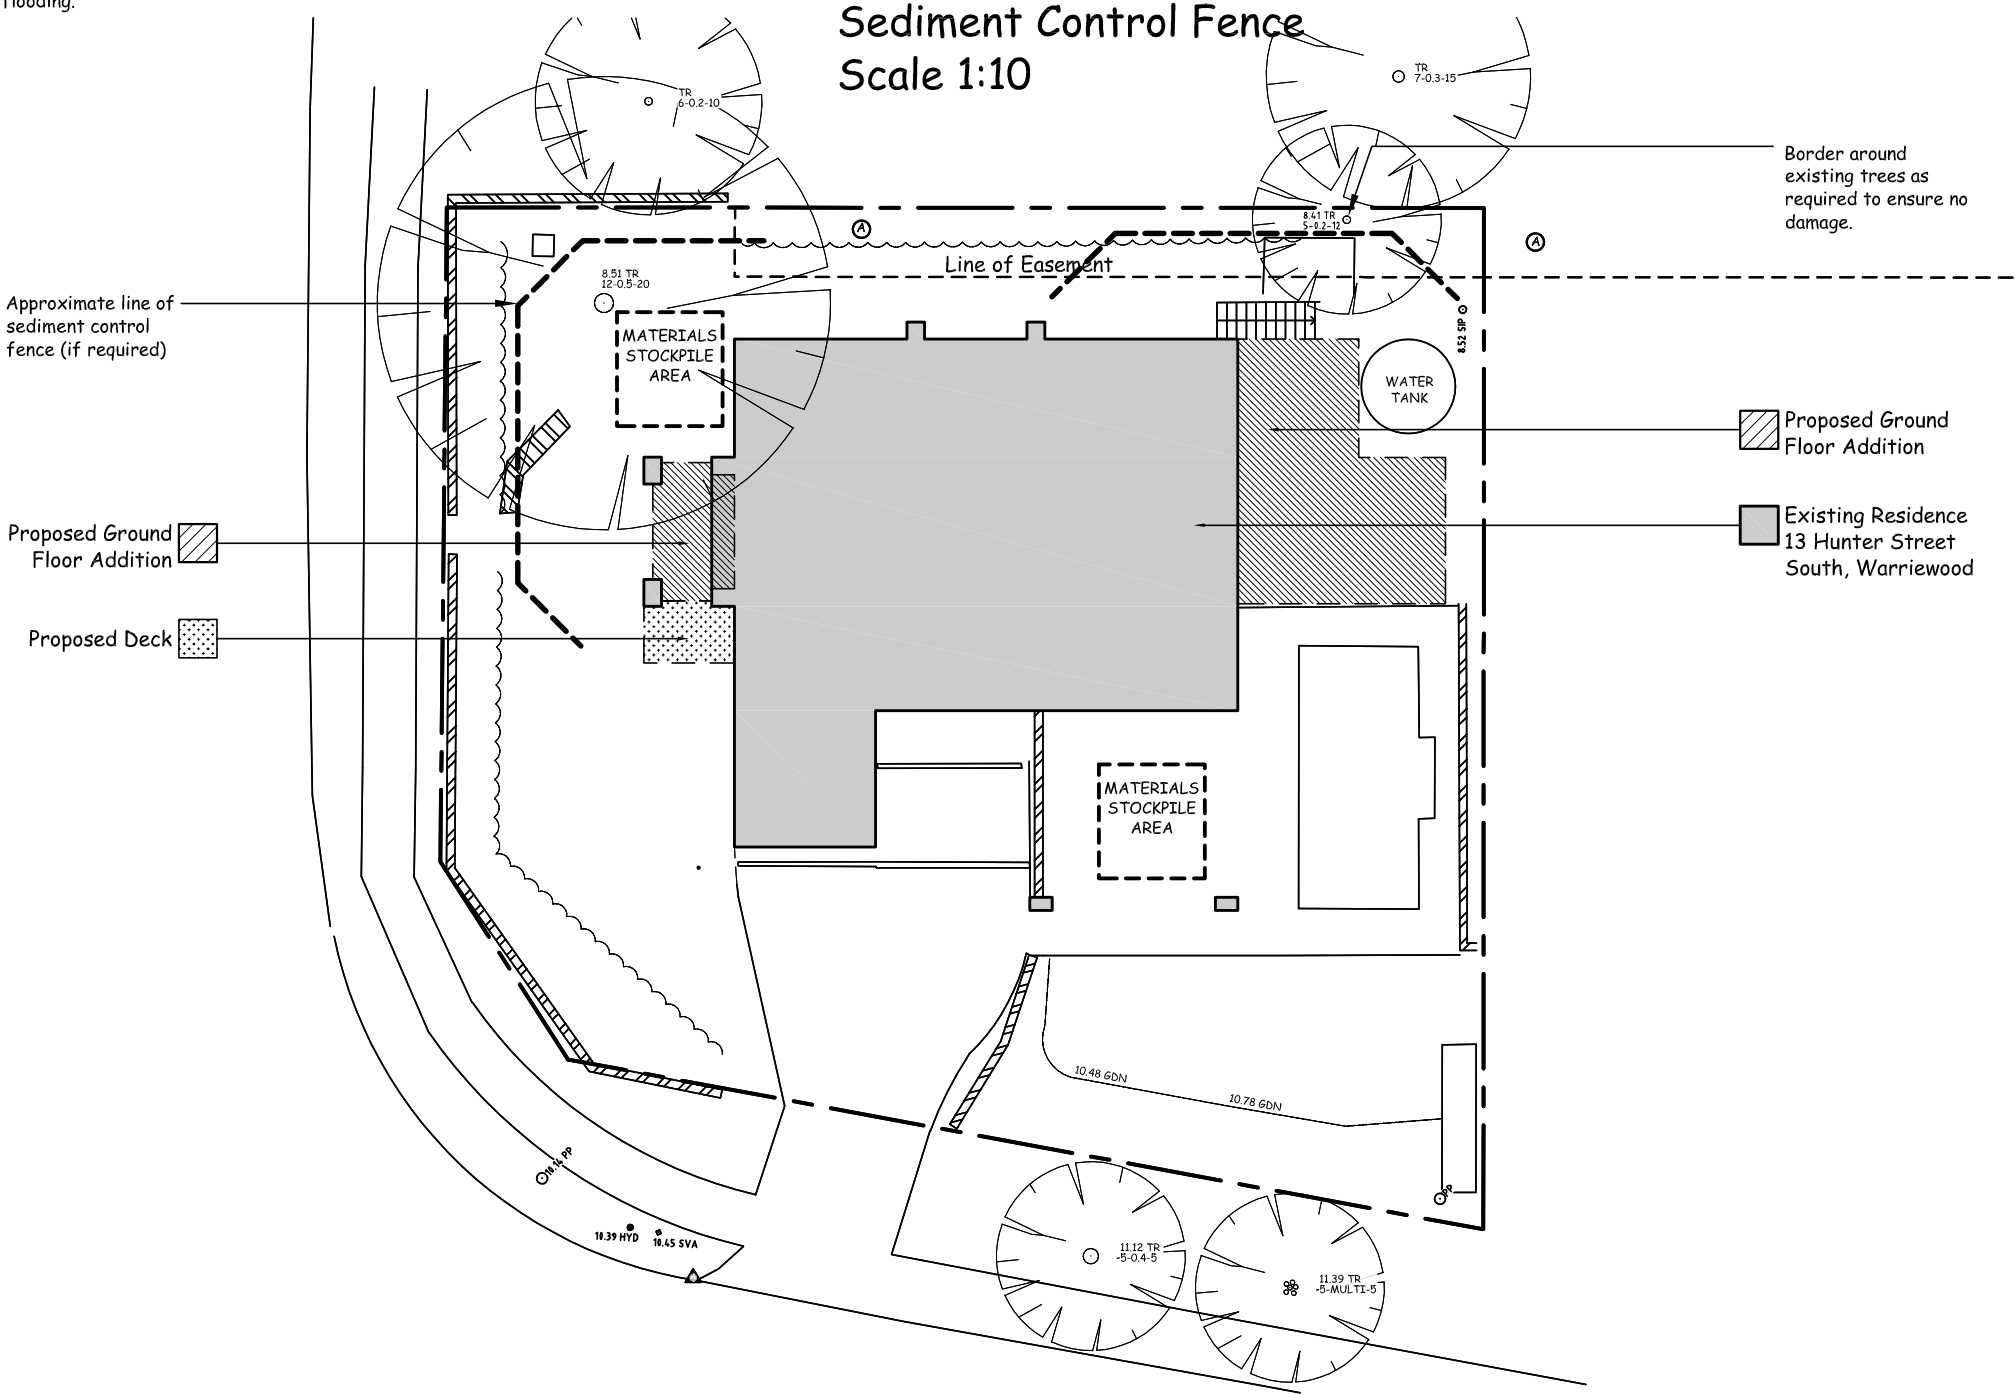 flooding.
Sediment Control Fence
Scale 1:10
TR
6-0.2-10
TR
7-0.3-15
Border around
existing trees as
required to ensure no
damage.
8.41 TR
5-0.2-12
A
A
Line of Easement
8.51 TR
12-0.5-20
Approximate line of
sediment control
fence (if required)
MATERIALS
STOCKPILE
AREA
8.52 SIP
WATER
TANK
Proposed Ground
Floor Addition
Existing Residence
13 Hunter Street
South, Warriewood
Proposed Ground
Floor Addition
Proposed Deck
MATERIALS
STOCKPILE
AREA
10.48 GDN
10.78 GDN
10.14 PP
PP
10.39 HYD
10.45 SVA
11.12 TR
-5-0.4-5
11.39 TR
-5-MULTI-5